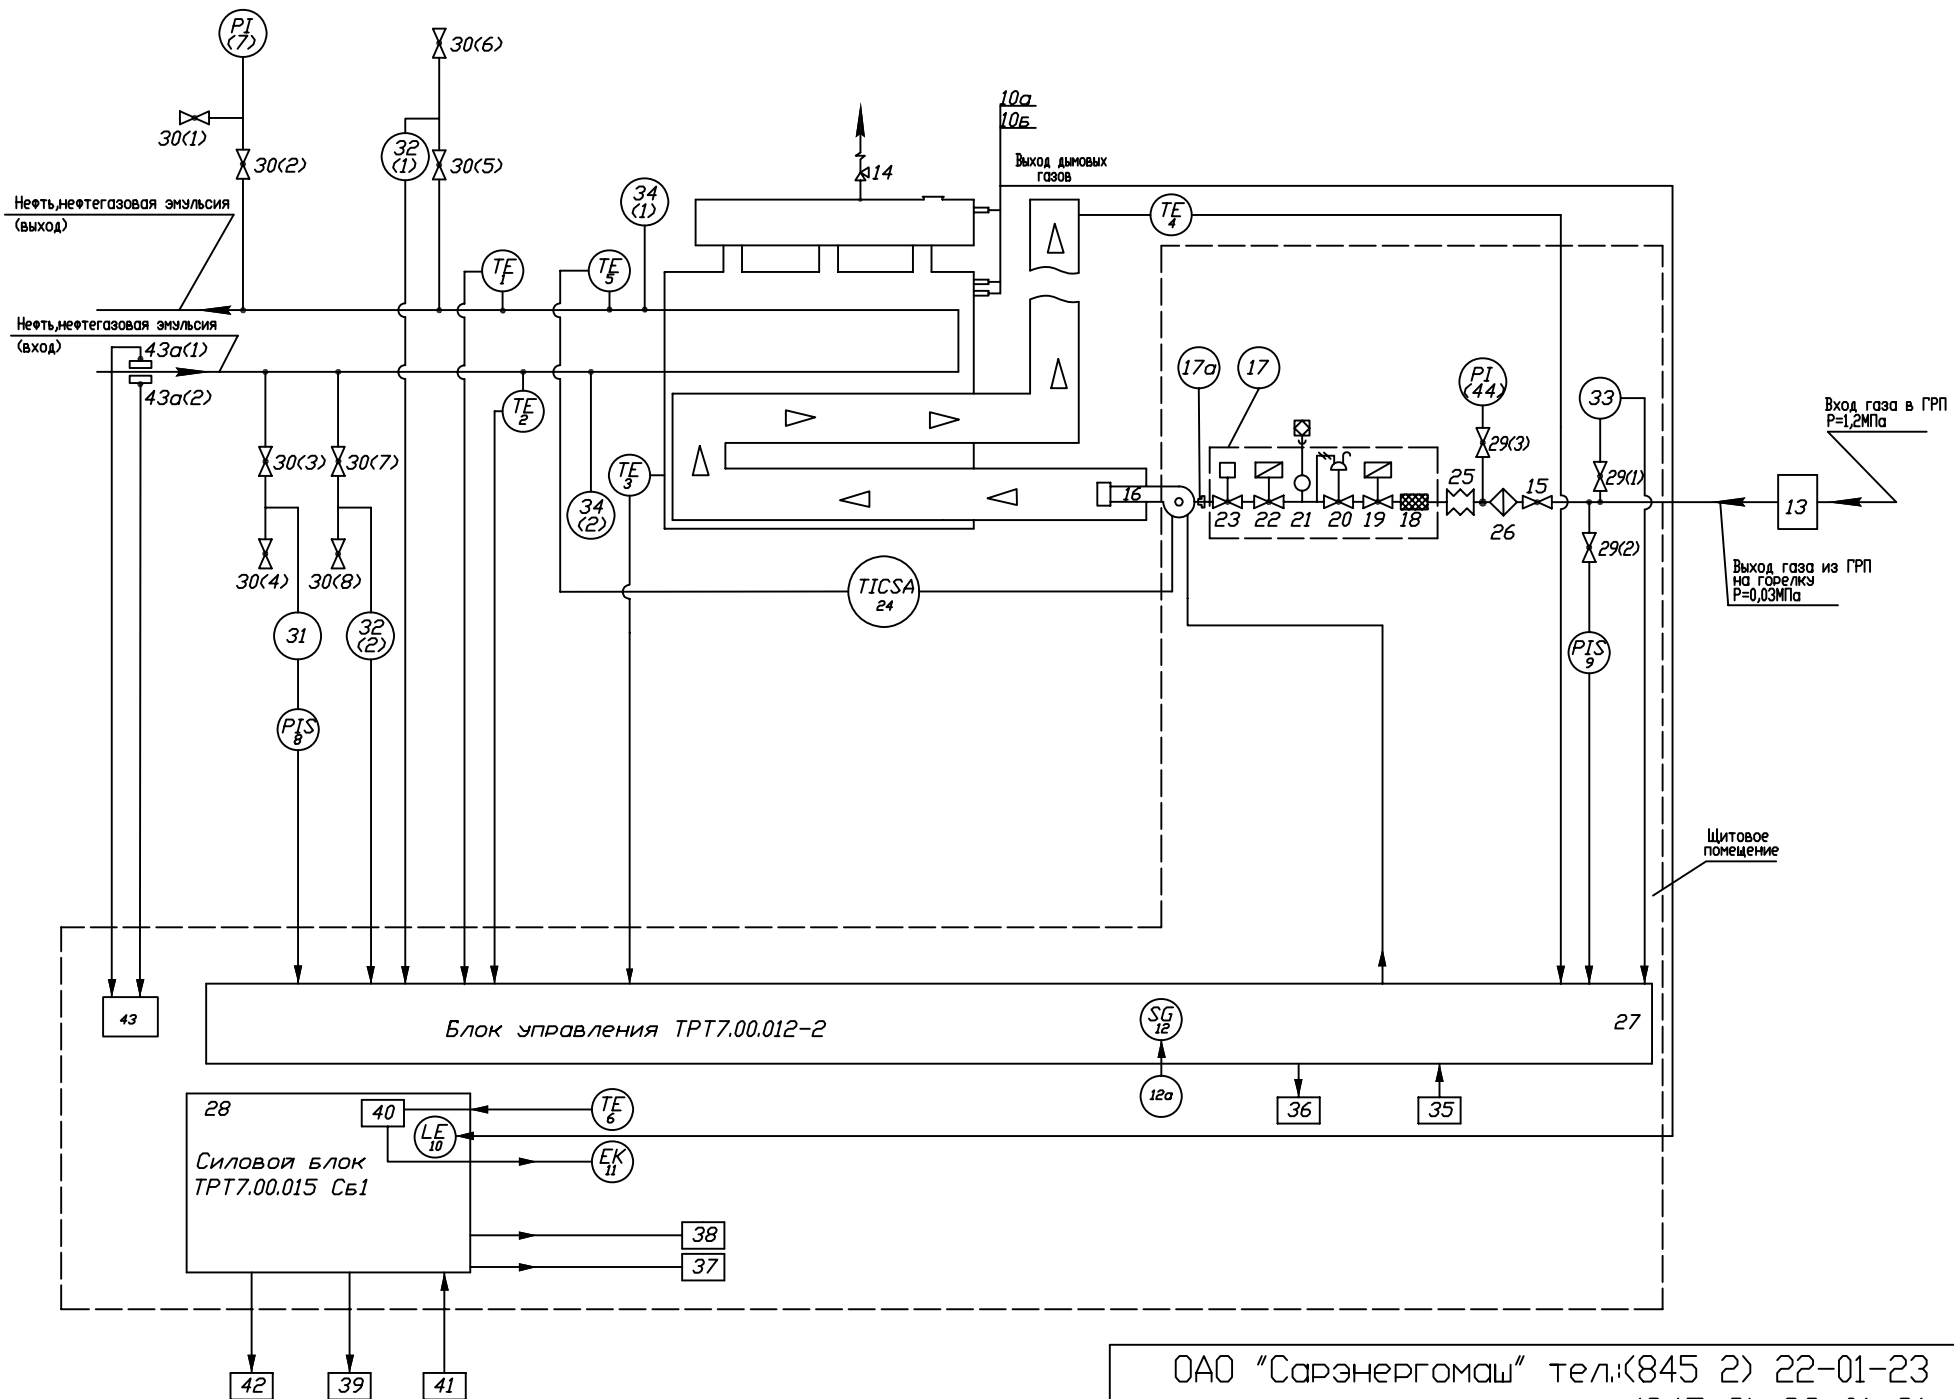 PI
(7)
30(6)
30(1)
30(2)
32
(1)
30(5)
14
10а
10Б
Выход дымовых
газов
34
(1)
TE
4
Нефть,нефтегазовая эмульсия
(выход)
TE
1
TE
5
Нефть,нефтегазовая эмульсия
(вход)
43а(1)
43а(2)
TE
2
17а
17
PI
(44)
33
Вход газа в ГРП
Р=1,2МПа
30(3)
30(7)
TE
3
34
(2)
16
23
22
21
20
19
18
25
29(3)
26
15
29(1)
13
29(2)
30(4)
30(8)
TICSA
24
Выход газа из ГРП
на горелку
Р=0,03МПа
31
32
(2)
PIS
9
PIS
8
Щитовое
помещение
43
Блок управления ТРТ7.00.012-2
SG
12
27
12а
36
35
28
40
TE
6
LE
10
EK
11
Силовой блок
ТРТ7.00.015 СБ1
38
37
42
39
41
ОАО "Сарэнергомаш" тел.:(845 2) 22-01-23